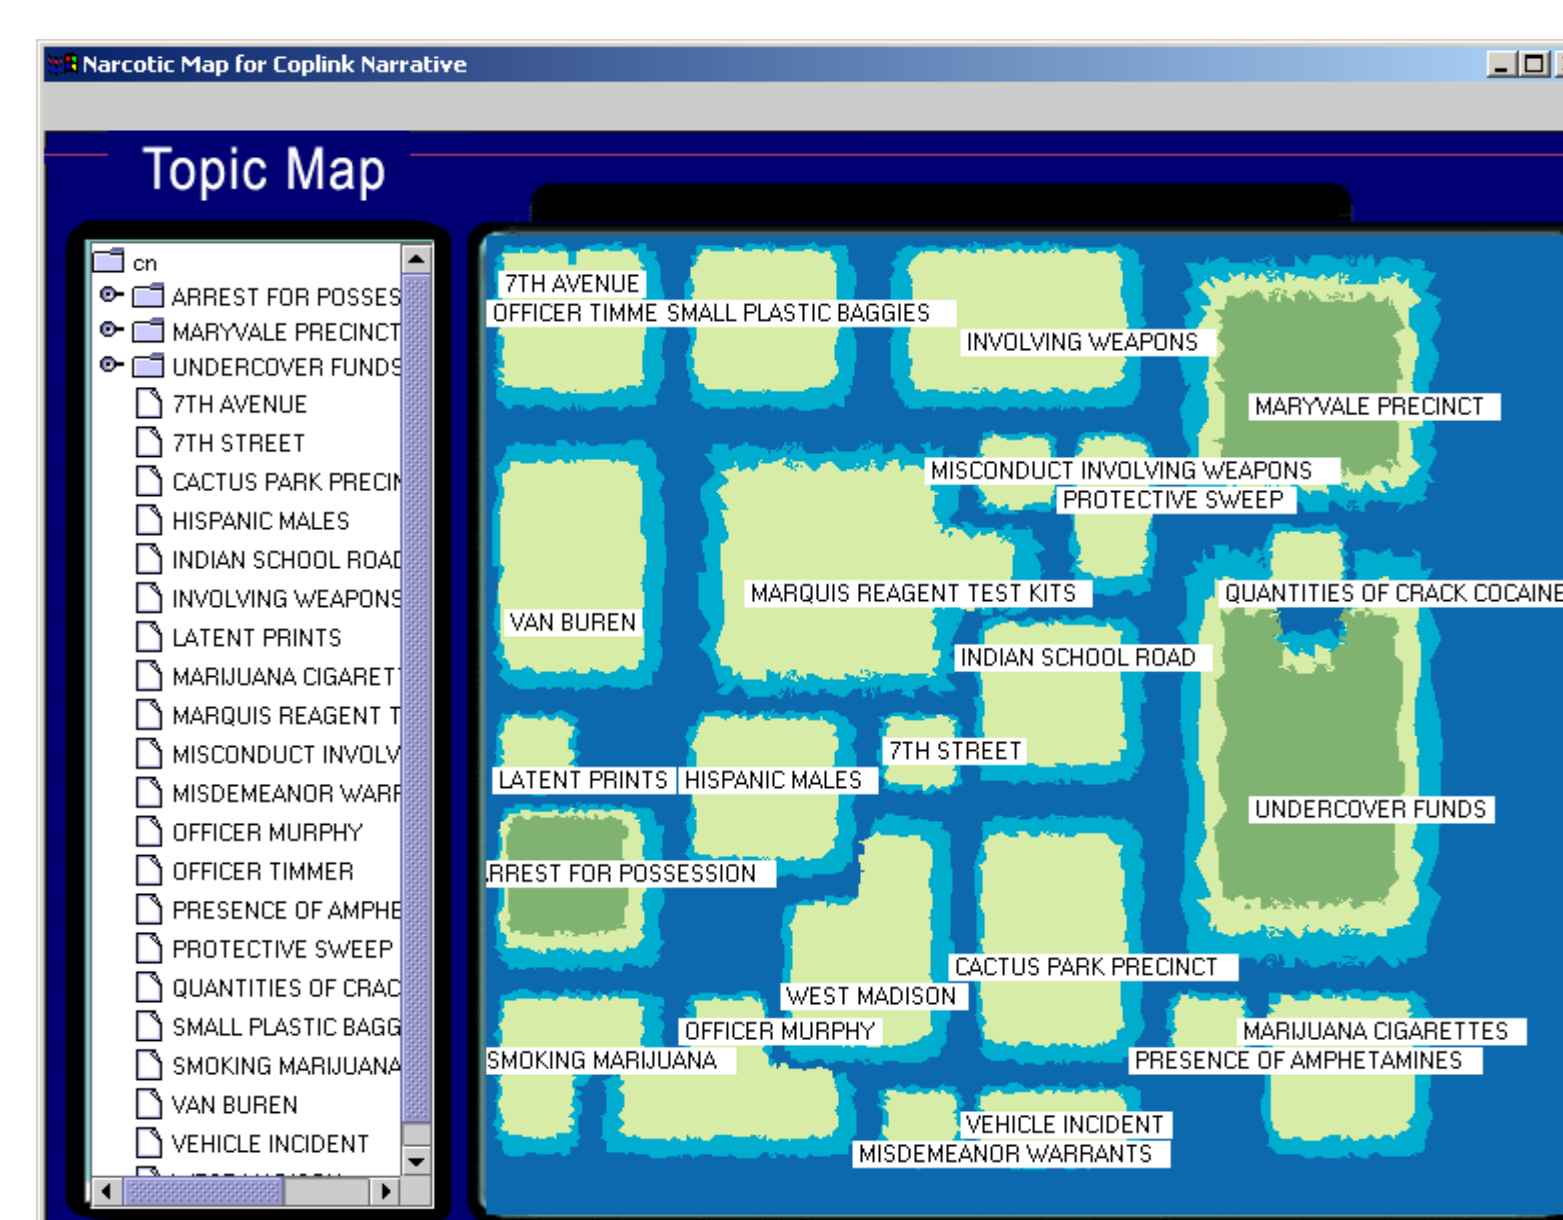 Narcotic Map for Coplink Narrative
Topic Map
cn
ARREST FOR POSSES
MARYVALE PRECINCT
UNDERCOVER FUNDS
7TH AVENUE
7TH STREET
CACTUS PARK PRECIN
HISPANIC MALES
INDIAN SCHOOL ROAD
INVOLVING WEAPONS
LATENT PRINTS
MARIJUANA CIGARET
MARQUIS REAGENT T
MISCONDUCT INVOLV
MISDEMEANOR WARR
OFFICER MURPHY
OFFICER TIMMER
PRESENCE OF AMPHE
PROTECTIVE SWEEP
QUANTITIES OF CRAC
SMALL PLASTIC BAGG
SMOKING MARIJUANA
VAN BUREN
VEHICLE INCIDENT
7TH AVENUE
OFFICER TIMME SMALL PLASTIC BAGGIES
INVOLVING WEAPONS
MARYVALE PRECINCT
MISCONDUCT INVOLVING WEAPONS
PROTECTIVE SWEEP
MARQUIS REAGENT TEST KITS
QUANTITIES OF CRACK COCAINE
VAN BUREN
INDIAN SCHOOL ROAD
7TH STREET
LATENT PRINTS HISPANIC MALES
UNDERCOVER FUNDS
RREST FOR POSSESSION
CACTUS PARK PRECINCT
WEST MADISON
OFFICER MURPHY
MARIJUANA CIGARETTES
SMOKING MARIJUANA
PRESENCE OF AMPHETAMINES
VEHICLE INCIDENT
MISDEMEANOR WARRANTS